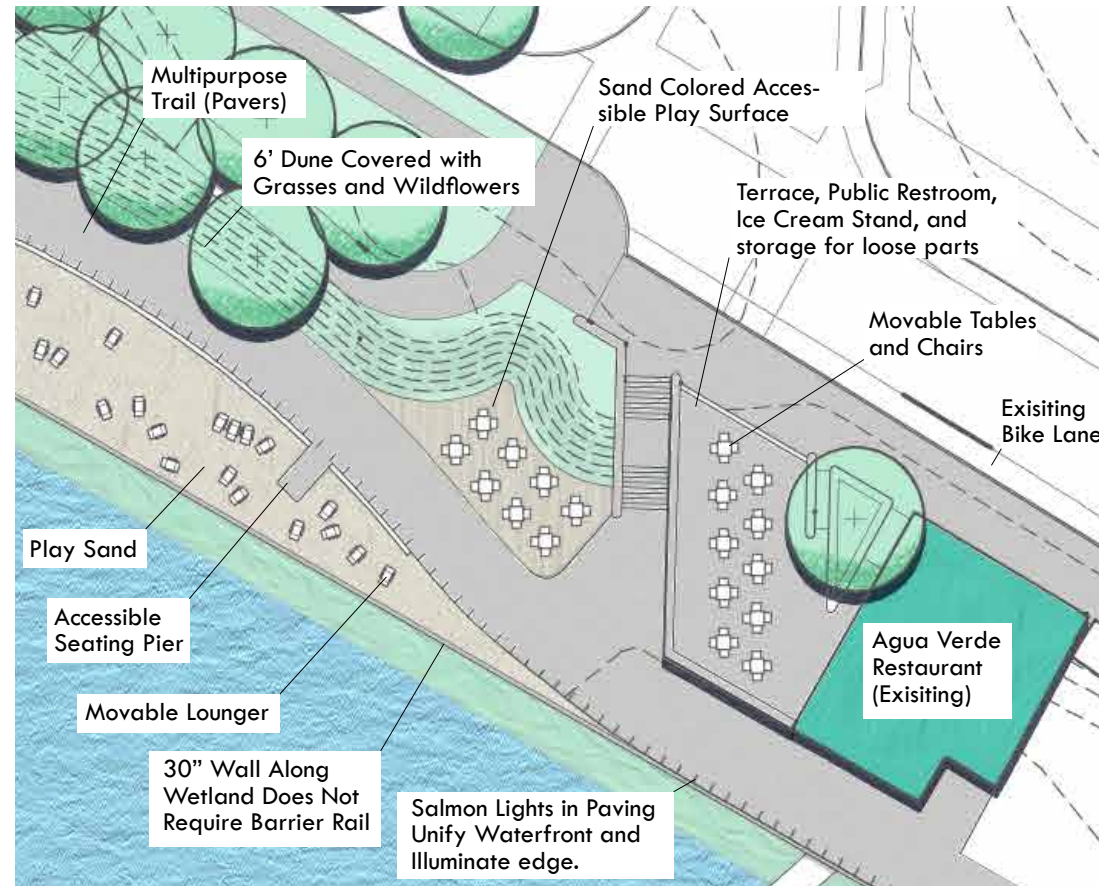 Multipurpose
Trail (Pavers)
Sand Colored Acces-
sible Play Surface
6’ Dune Covered with
Grasses and Wildflowers
Terrace, Public Restroom,
Ice Cream Stand, and
storage for loose parts
Movable Tables
and Chairs
Exisiting
Bike Lane
Play Sand
Accessible
Seating Pier
Agua Verde
Restaurant
(Exisiting)
Movable Lounger
30” Wall Along
Wetland Does Not
Require Barrier Rail
Salmon Lights in Paving
Unify Waterfront and
Illuminate edge.